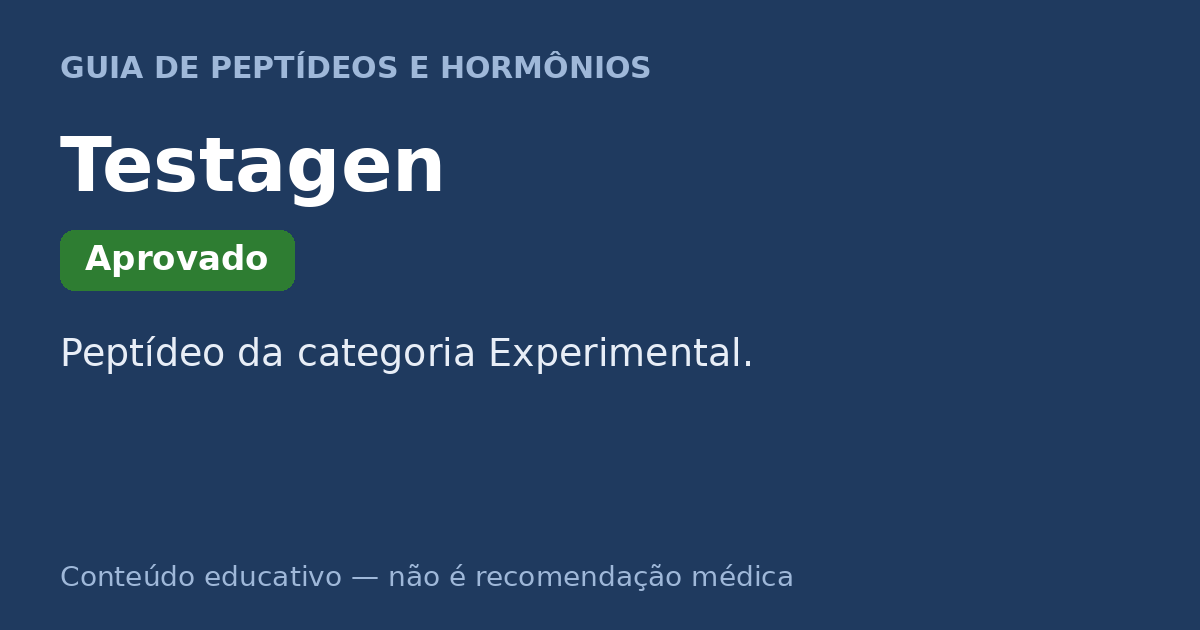 GUIA DE PEPTÍDEOS E HORMÔNIOS
Testagen
Aprovado
Peptídeo da categoria Experimental.
Conteúdo educativo — não é recomendação médica